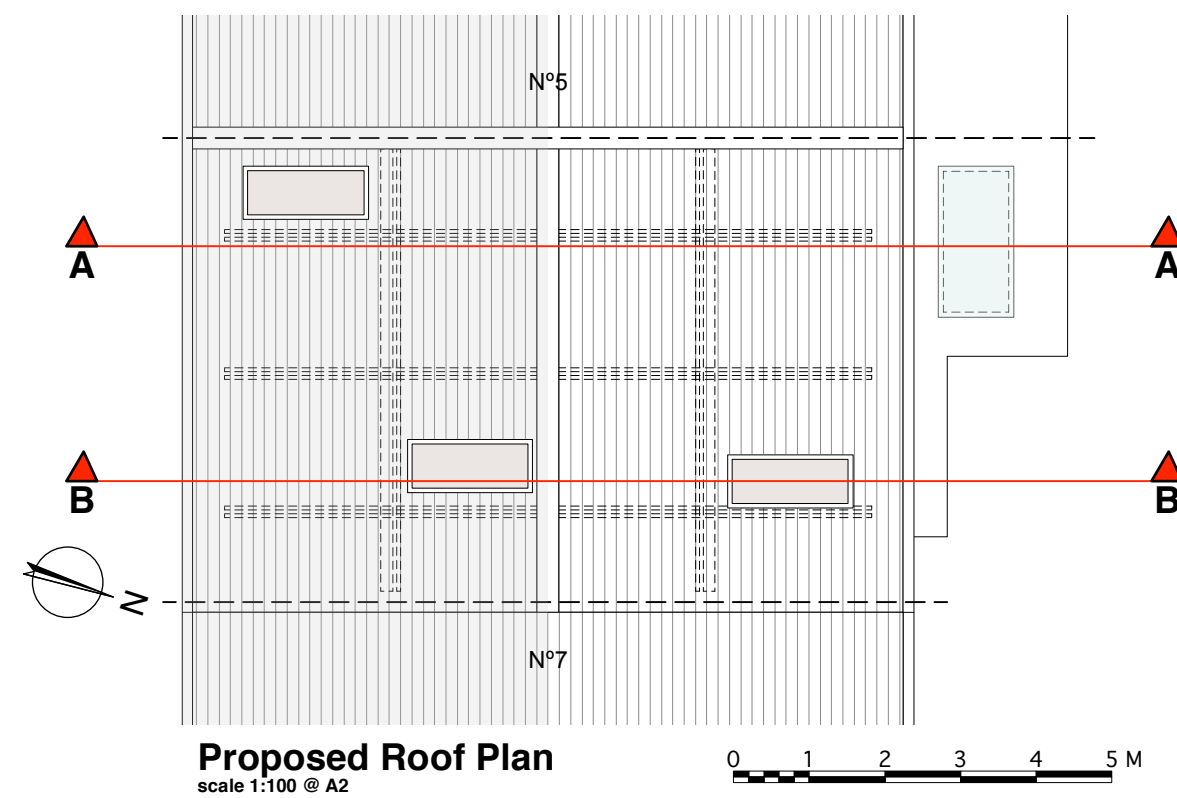 Nº5
A A
B B
N
Nº7
Proposed Roof Plan
scale 1:100 @ A2
0 1 2 3 4 5 M